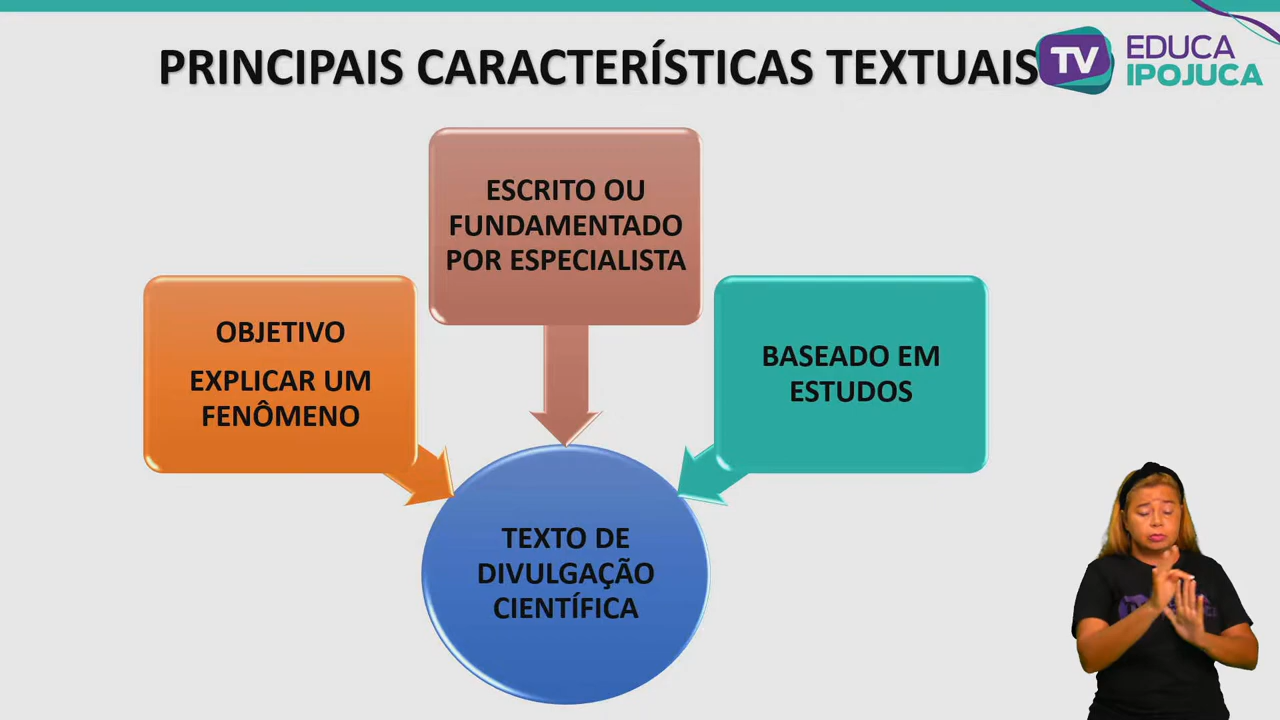 PRINCIPAIS CARACTERÍSTICAS TEXTUAIS
TV
EDUCA
IPOJUCA
ESCRITO OU
FUNDAMENTADO
POR ESPECIALISTA
OBJETIVO
EXPLICAR UM
FENÔMENO
BASEADO EM
ESTUDOS
TEXTO DE
DIVULGAÇÃO
CIENTÍFICA